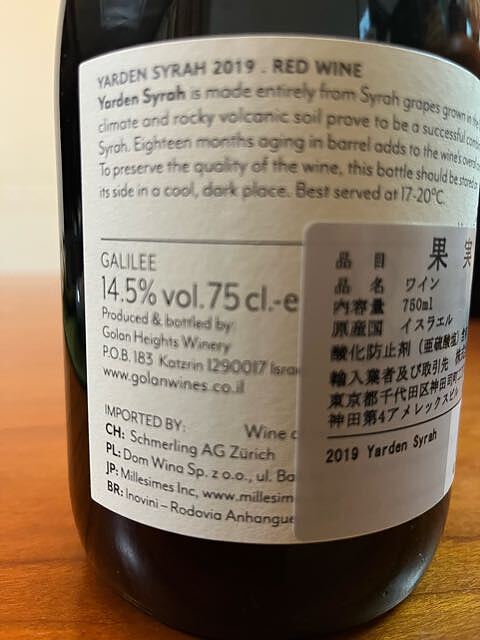 YARDEN SYRAH 2019 . RED WINE
Yarden Syrah is made entirely from Syrah grapes grown in the
climate and rocky volcanic soil prove to be a successful
Syrah. Eighteen months aging in barrel adds to the wine's
To preserve the quality of the wine, this bottle should be stored on
its side in a cool, dark place. Best served at 17-20°C.
GALILEE
14.5% vol. 75 cl.-e
Produced & bottled by:
Golan Heights Winery
P.O.B. 183 Katzrin 1290017
www.golanwines.co.il
IMPORTED BY: Wine
CH: Schmerling AG Zürich
PL: Dom Wina Sp. z o.o., ul.
JP: Millesimes Inc, www.millesim
BR: Inovini – Rodovia
品 目 果 実
品 名 ワイン
内容量 750ml
原産国 イスラエル
酸化防止剤 (亜硫酸塩)
輸入業者及び取引先
東京都千代田区神田司町
神田第4アメレックスビル
2019 Yarden Syrah